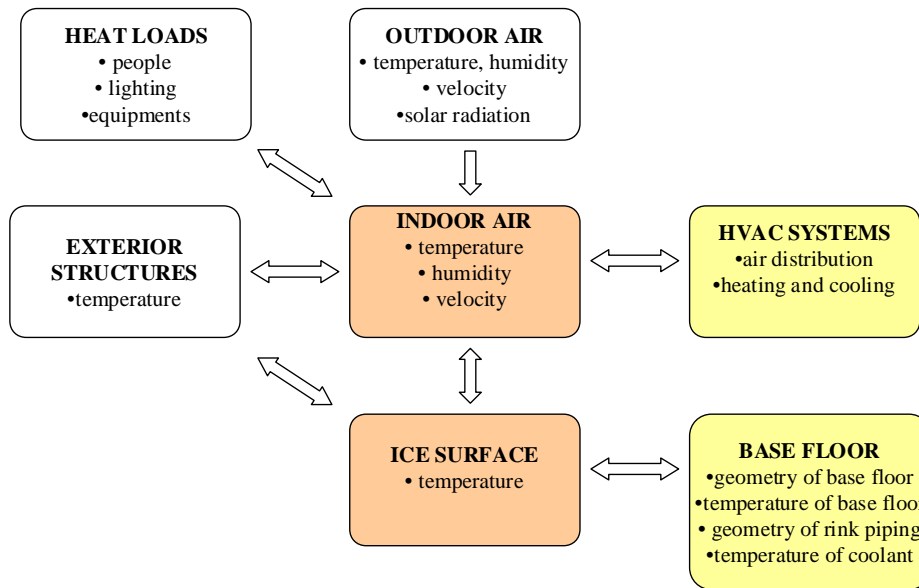 HEAT LOADS
• people
• lighting
•equipments
OUTDOOR AIR
• temperature, humidity
• velocity
•solar radiation
EXTERIOR
STRUCTURES
•temperature
INDOOR AIR
• temperature
• humidity
• velocity
HVAC SYSTEMS
•air distribution
•heating and cooling
ICE SURFACE
• temperature
BASE FLOOR
•geometry of base floor
•temperature of base floor
• geometry of rink piping
•temperature of coolant